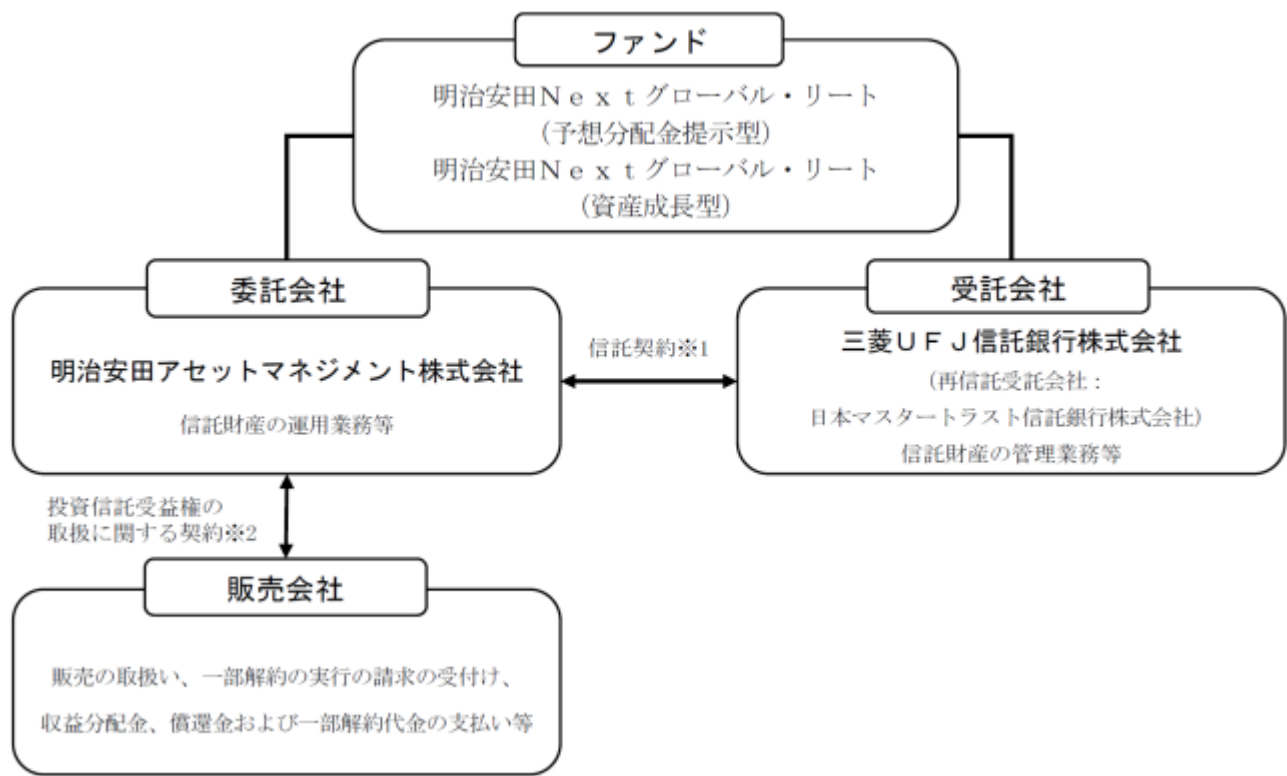 ファンド
明治安田Ｎｅｘｔグローバル・リート
（予想分配金提示型）
明治安田Ｎｅｘｔグローバル・リート
（資産成長型）
委託会社
明治安田アセットマネジメント株式会社
信託財産の運用業務等
信託契約※1
受託会社
三菱ＵＦＪ信託銀行株式会社
（再信託受託会社：
日本マスタートラスト信託銀行株式会社）
信託財産の管理業務等
投資信託受益権の
取扱に関する契約※2
販売会社
販売の取扱い、一部解約の実行の請求の受付け、
収益分配金、償還金および一部解約代金の支払い等